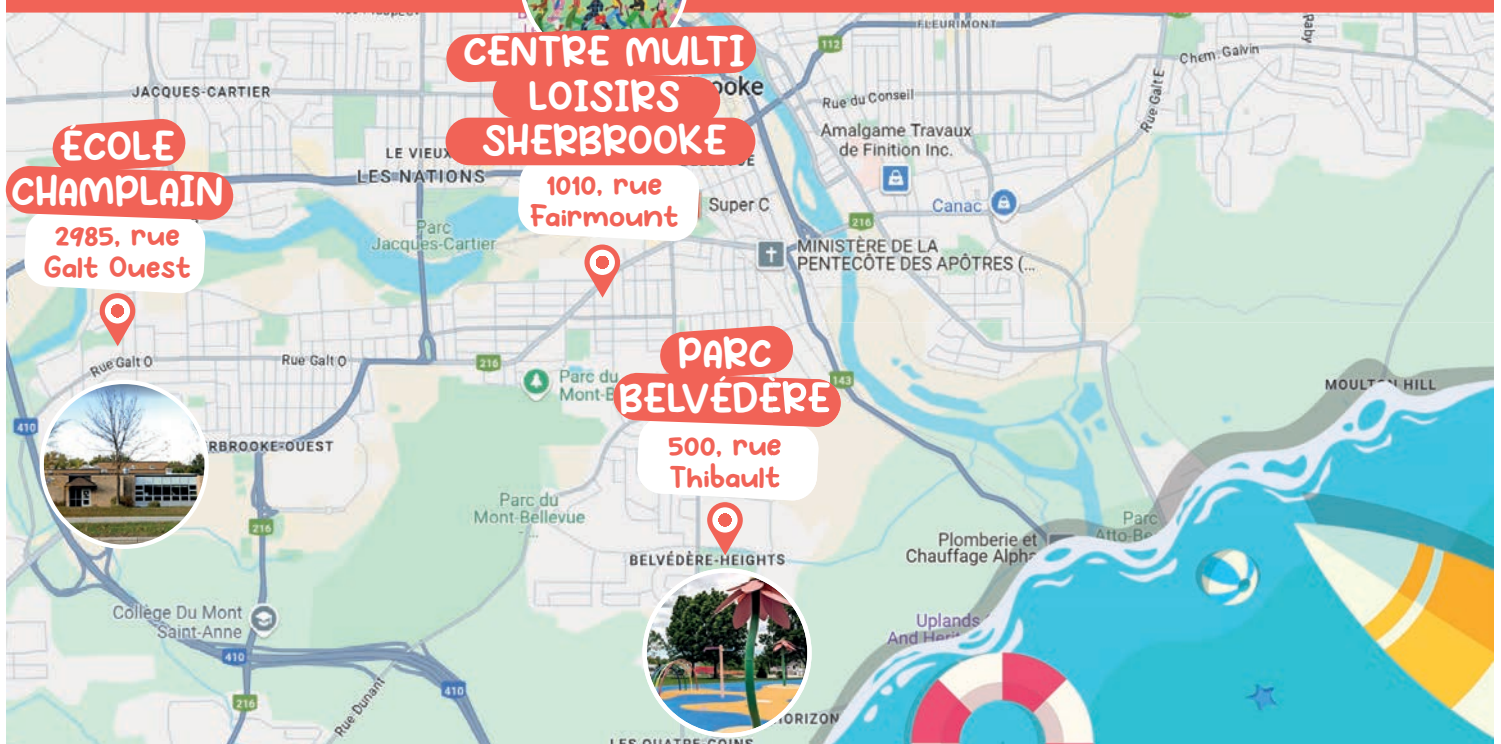 FLEURIMONT
112
CENTRE MULTI
LOISIRS
SHERBROOKE
1010, rue
Fairmount
Chem. Galvin
Raby
Rue Galt E
JACQUES-CARTIER
Rue du Conseil
Amalgame Travaux
de Finition Inc.
ÉCOLE
CHAMPLAIN
2985, rue
Galt Ouest
LE VIEUX
LES NATIONS
Super C
Canac
216
Parc
Jacques-Cartier
MINISTÈRE DE LA
PENTECÔTE DES APÔTRES (...
Rue Galt O
Rue Galt O
216
Parc du
Mont-B
PARC
BELVÉDÈRE
500, rue
Thibault
143
MOULTON HILL
410
RBROOKE-OUEST
216
Parc du
Mont-Bellevue
BELVÉDÈRE-HEIGHTS
Plomberie et
Chauffage Alpha
Parc
Atto-Be
Collège Du Mont
Saint-Anne
Uplands
And Herit
410
216
410
Rue Dunant
HORIZON
LES QUATRE-COINS